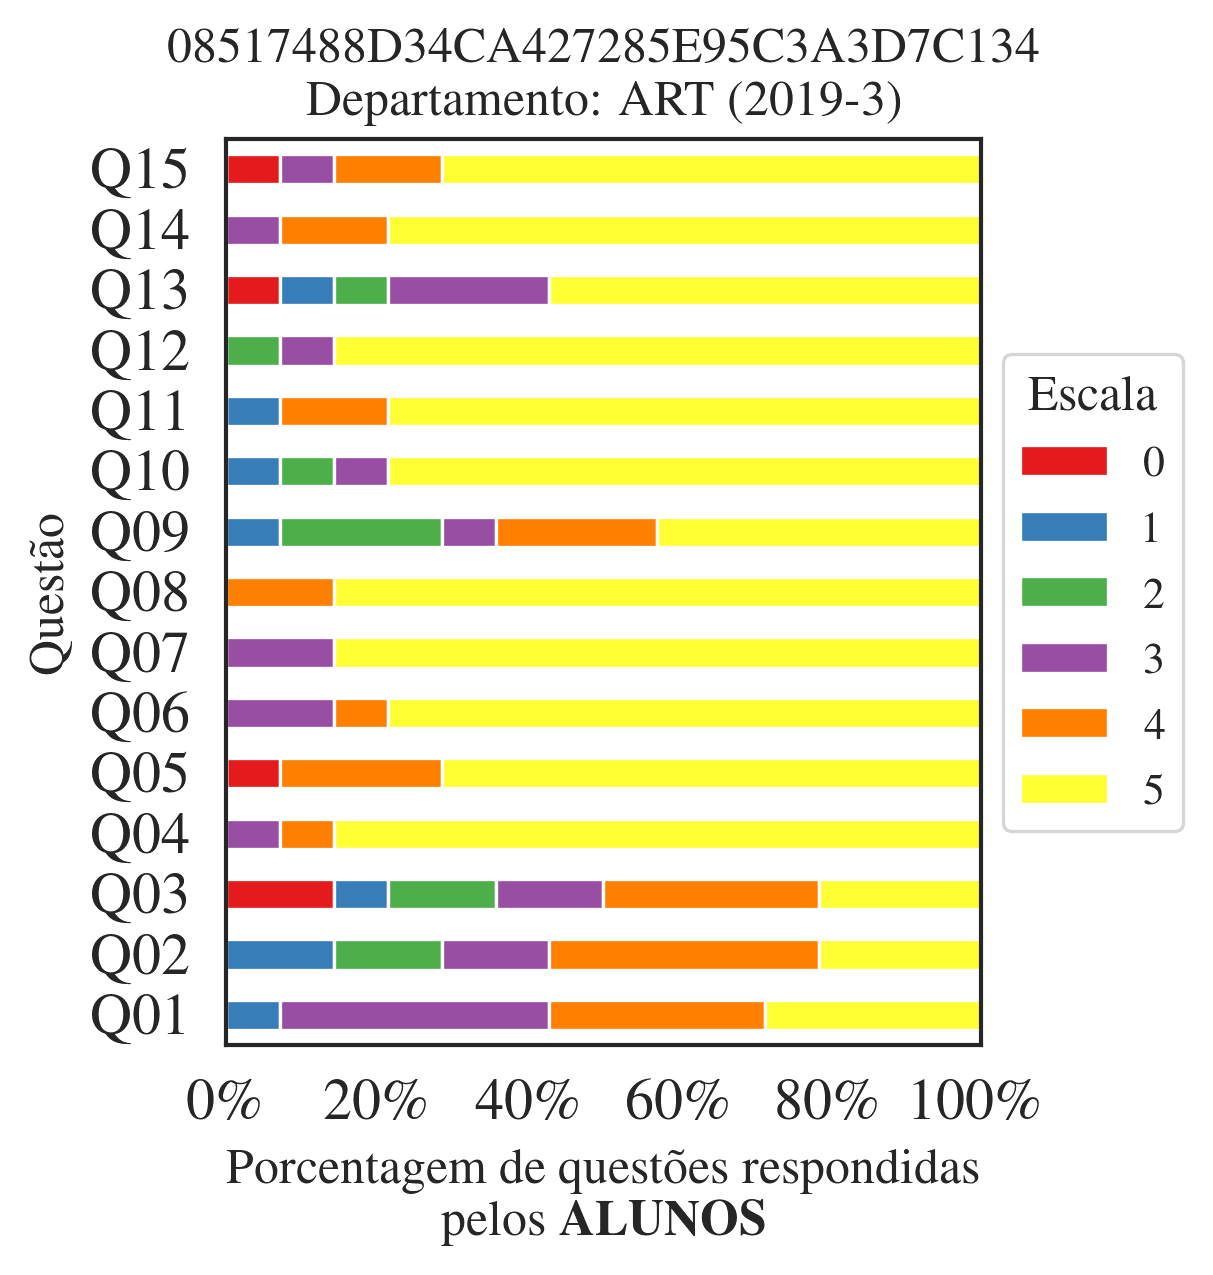 08517488D34CA427285E95C3A3D7C134
Departamento: ART (2019-3)
Q15
Q14
Q13
Q12
Q11
Q10
Q09
Q08
Q07
Q06
Q05
Q04
Q03
Q02
Q01
Questão
0% 20% 40% 60% 80% 100%
Porcentagem de questões respondidas
pelos ALUNOS
Escala
0
1
2
3
4
5